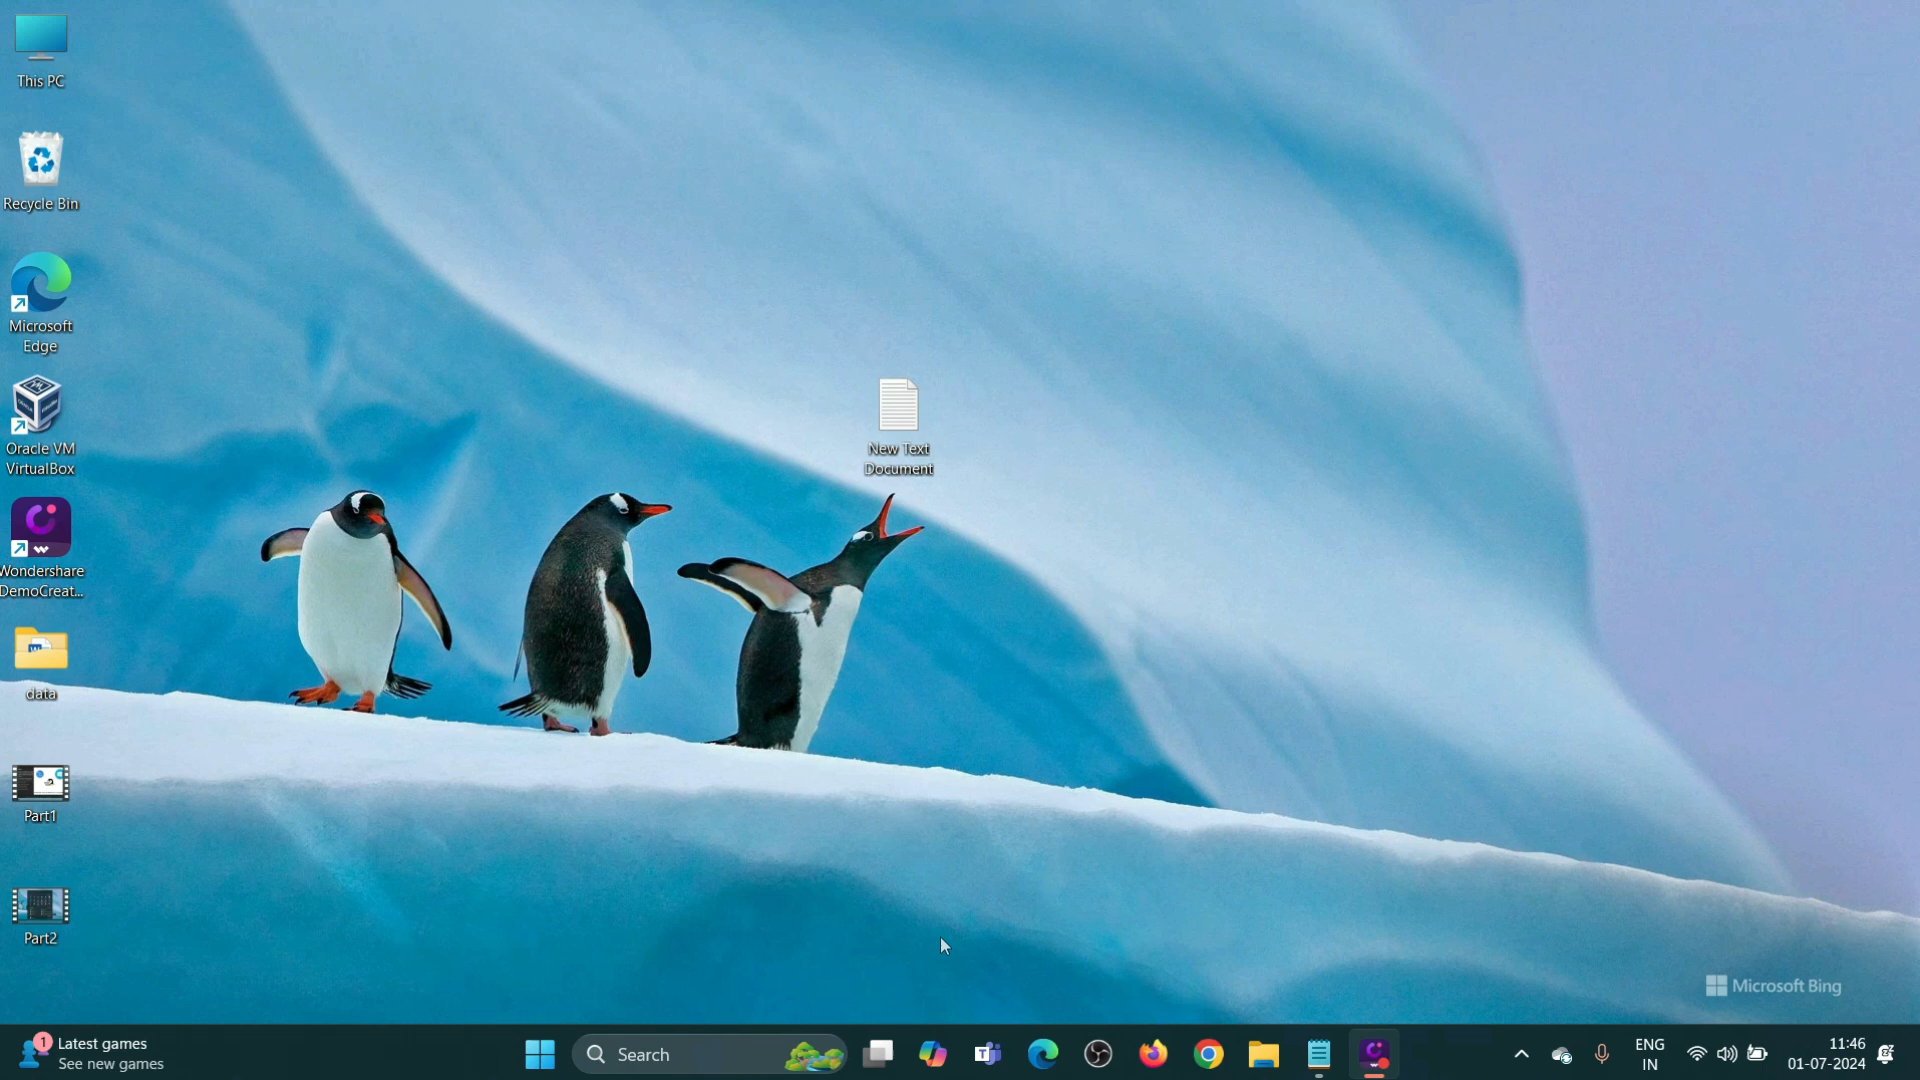 This PC
Recycle Bin
Microsoft
Edge
Oracle VM
VirtualBox
Wondershare
DemoCreat...
data
Part1
Part2
New Text
Document
Microsoft Bing
1
Latest games
See new games
Search
ENG
IN
11:46
01-07-2024